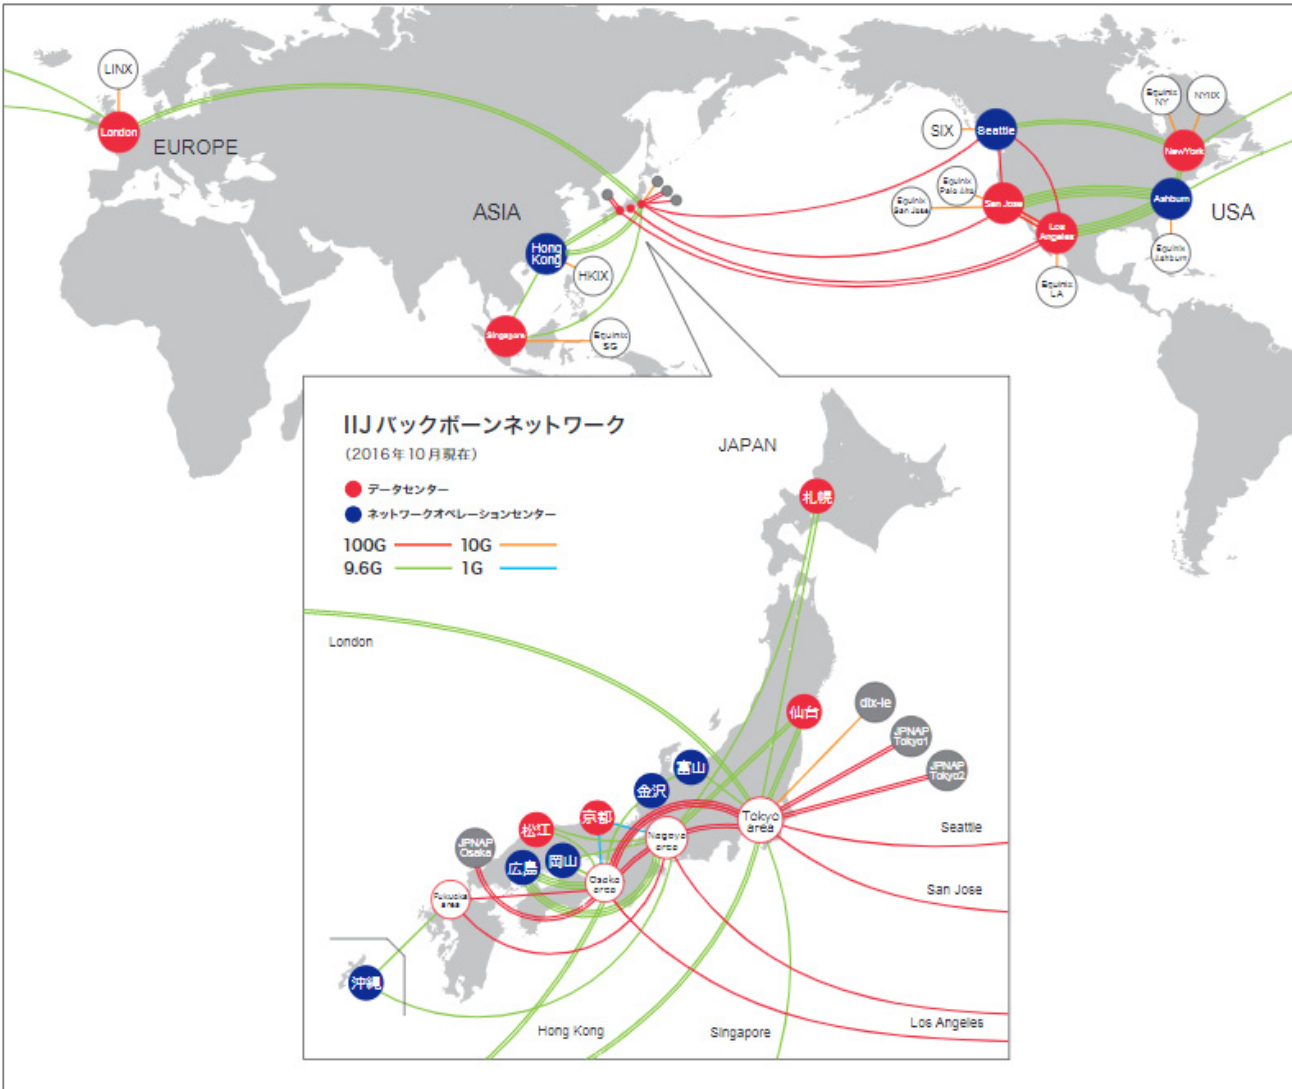 LINX
London
EUROPE
ASIA
Hong
Kong
HKIX
Singapore
Equinix
SG
SIX
Seattle
Equinix
NY
NYIIX
NewYork
Equinix
Palo Alto
Equinix
San Jose
San Jose
Los
Angeles
Ashburn
USA
Equinix
Ashburn
Equinix
LA
IIJバックボーンネットワーク
(2016年10月現在)
データセンター
ネットワークオペレーションセンター
100G
10G
9.6G
1G
JAPAN
札幌
London
仙台
dix-ie
JPNAP
Tokyo1
JPNAP
Tokyo2
富山
金沢
京都
松江
Tokyo
area
Nagoya
area
Seattle
JPNAP
Osaka
広島
岡山
Osaka
area
San Jose
Fukuoka
area
沖縄
Hong Kong
Singapore
Los Angeles